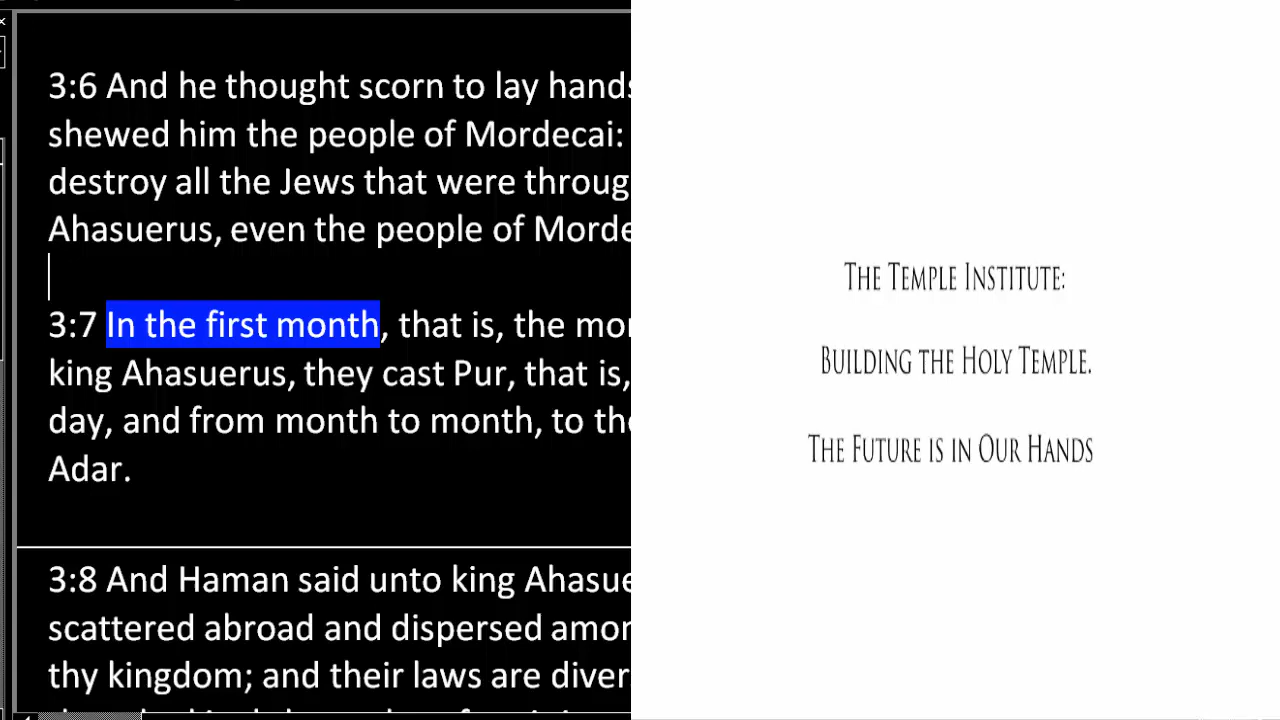 3:6 And he thought scorn to lay hands
shewed him the people of Mordecai:
destroy all the Jews that were throug
Ahasuerus, even the people of Morde
3:7 In the first month, that is, the mon
king Ahasuerus, they cast Pur, that is,
day, and from month to month, to the
Adar.
3:8 And Haman said unto king Ahasue
scattered abroad and dispersed amon
thy kingdom; and their laws are diver
The Temple Institute:
Building the Holy Temple.
The Future is in Our Hands